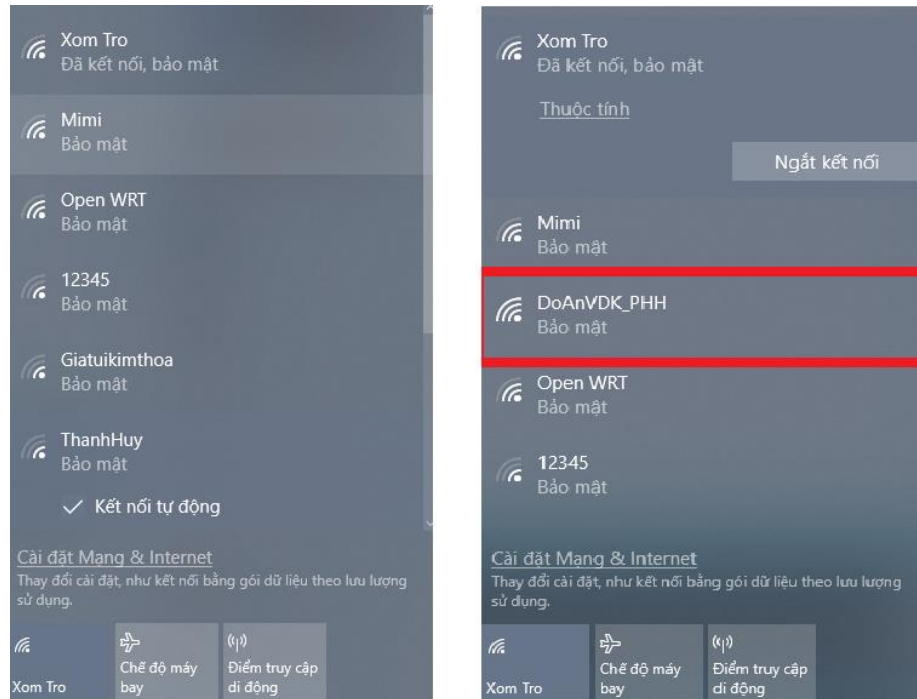 Xom Tro
Đã kết nối, bảo mật
Mimi
Bảo mật
Open WRT
Bảo mật
12345
Bảo mật
Giatuikimthoa
Bảo mật
ThanhHuy
Bảo mật
Kết nối tự động
Cài đặt Mạng & Internet
Thay đổi cài đặt, như kết nối bằng gói dữ liệu theo lưu lượng
sử dụng.
Xom Tro
Chế độ máy
bay
Điểm truy cập
di động
Xom Tro
Đã kết nối, bảo mật
Thuộc tính
Ngắt kết nối
Mimi
Bảo mật
DoAnVDK_PHH
Bảo mật
Open WRT
Bảo mật
12345
Bảo mật
Cài đặt Mạng & Internet
Thay đổi cài đặt, như kết nối bằng gói dữ liệu theo lưu lượng
sử dụng.
Xom Tro
Chế độ máy
bay
Điểm truy cập
di động